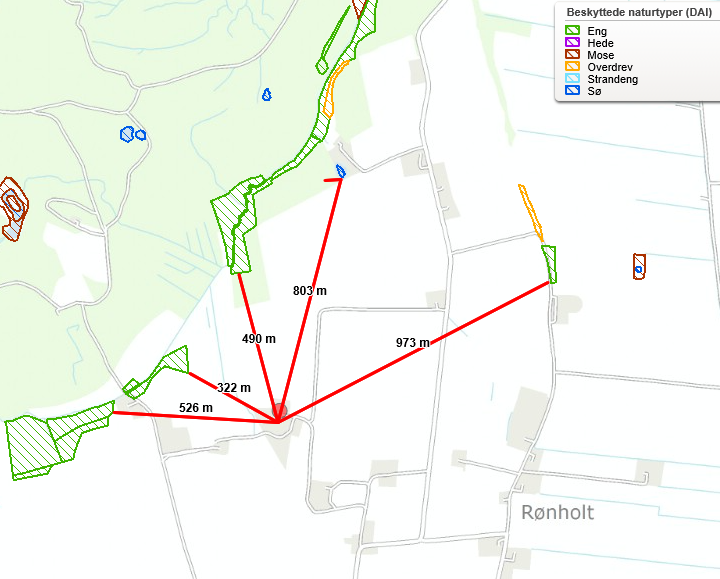 Beskyttede naturtyper (DAI)
Eng
Hede
Mose
Overdrev
Strandeng
Sø
803 m
490 m
973 m
322 m
526 m
Rønholt